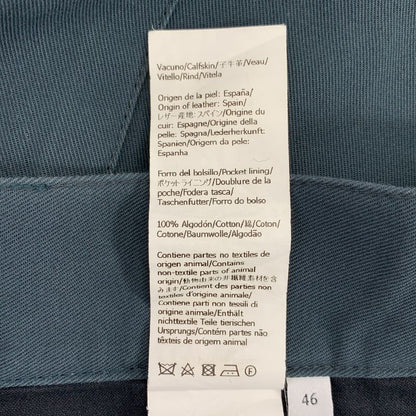 Vacuno/Calfskin/子牛革/Veau/
Vitello/Rind/Vitela
Origen de la piel: España/
Origin of leather: Spain/
レザー産地: スペイン/Origine du
cuir: Espagne/Origine della
pelle: Spagna/Lederherkunft:
Spanien/Origem da pele:
Espanha
Forro del bolsillo/Pocket lining/
ポケットライニング/Doublure de la
poche/Fodera tasca/
Taschenfutter/Forro do bolso
100% Algodón/Cotton/綿/Coton/
Cotone/Baumwolle/Algodão
Contiene partes no textiles de
origen animal/Contains
non-textile parts of animal
origin/動物由来の非繊維素材を含
みます/Contient des parties non
textiles d'origine animale/
Contiene parti non tessili di
origine animale/Enthält
nichttextile Teile tierischen
Ursprungs/Contém partes não
têxteis de origem animal.
F
46